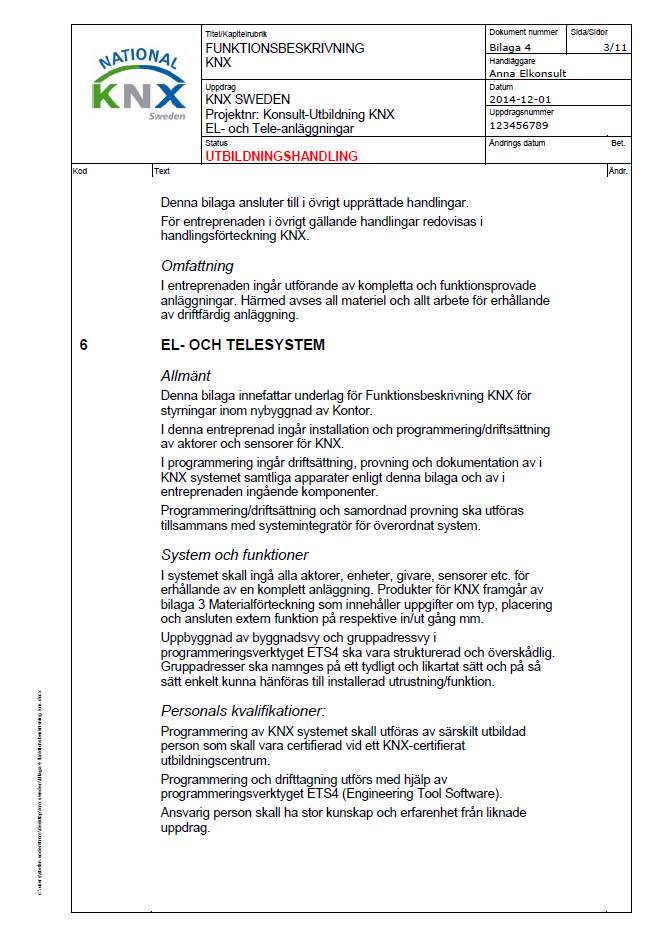 NATIONAL
KNX
Sweden
Titel/Kapitelrubrik
FUNKTIONSBESKRIVNING
KNX
Dokument nummer
Sida/Sidor
Bilaga 4
3/11
Handläggare
Anna Elkonsult
Uppdrag
KNX SWEDEN
Projektnr: Konsult-Utbildning KNX
EL- och Tele-anläggningar
Datum
2014-12-01
Uppdragsnummer
123456789
Status
UTBILDNINGSHANDLING
Ändrings datum
Bet.
Kod
Text
Ändr.
Denna bilaga ansluter till i övrigt upprättade handlingar.
För entreprenaden i övrigt gällande handlingar redovisas i
handlingsförteckning KNX.
Omfattning
I entreprenaden ingår utförande av kompletta och funktionsprovade
anläggningar. Härmed avses all materiel och allt arbete för erhållande
av driftfärdig anläggning.
6 EL- OCH TELESYSTEM
Allmänt
Denna bilaga innefattar underlag för Funktionsbeskrivning KNX för
styrningar inom nybyggnad av Kontor.
I denna entreprenad ingår installation och programmering/driftsättning
av aktorer och sensorer för KNX.
I programmering ingår driftsättning, provning och dokumentation av i
KNX systemet samtliga apparater enligt denna bilaga och av i
entreprenaden ingående komponenter.
Programmering/driftsättning och samordnad provning ska utföras
tillsammans med systemintegratör för överordnat system.
System och funktioner
I systemet skall ingå alla aktorer, enheter, givare, sensorer etc. för
erhållande av en komplett anläggning. Produkter för KNX framgår av
bilaga 3 Materialförteckning som innehåller uppgifter om typ, placering
och ansluten extern funktion på respektive in/ut gång mm.
Uppbyggnad av byggnadsvy och gruppadressvy i
programmeringsverktyget ETS4 ska vara strukturerad och överskådlig.
Gruppadresser ska namnges på ett tydligt och likartat sätt och på så
sätt enkelt kunna hänföras till installerad utrustning/funktion.
Personals kvalifikationer:
Programmering av KNX systemet skall utföras av särskilt utbildad
person som skall vara certifierad vid ett KNX-certifierat
utbildningscentrum.
Programmering och drifttagning utförs med hjälp av
programmeringsverktyget ETS4 (Engineering Tool Software).
Ansvarig person skall ha stor kunskap och erfarenhet från liknade
uppdrag.